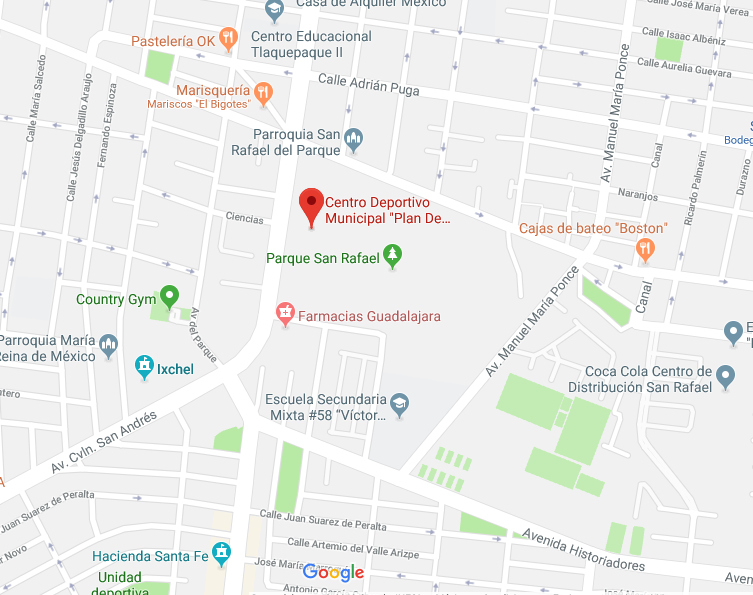 Casa de Alquiler México
Calle José María Verea
Calle Isaac Albéniz
Pastelería OK
Centro Educacional
Tlaquepaque II
Calle Adrián Puga
Calle Aurelia Guevara
Marisquería
Mariscos "El Bigotes"
Calle María Salcedo
Calle Jesús Delgadillo Araujo
Fernando Espinoza
Av. Manuel María Ponce
Parroquia San
Rafael del Parque
Bodeg
Canal
Ricardo Palmerin
Durazno
Naranjos
Centro Deportivo
Municipal "Plan De...
Ciencias
Cajas de bateo "Boston"
Parque San Rafael
Country Gym
Av del Parque
Farmacias Guadalajara
Canal
Av. Manuel María Ponce
Parroquia María
Reina de México
Ixchel
Coca Cola Centro de
Distribución San Rafael
Escuela Secundaria
Mixta #58 “Víctor...
Av. Cvln. San Andrés
Juan Suarez de Peralta
Calle Juan Suarez de Peralta
Avenida Historiadores
Calle Artemio del Valle Arizpe
Hacienda Santa Fe
José María
Google
Unidad
deportiva
Antonio
Aven